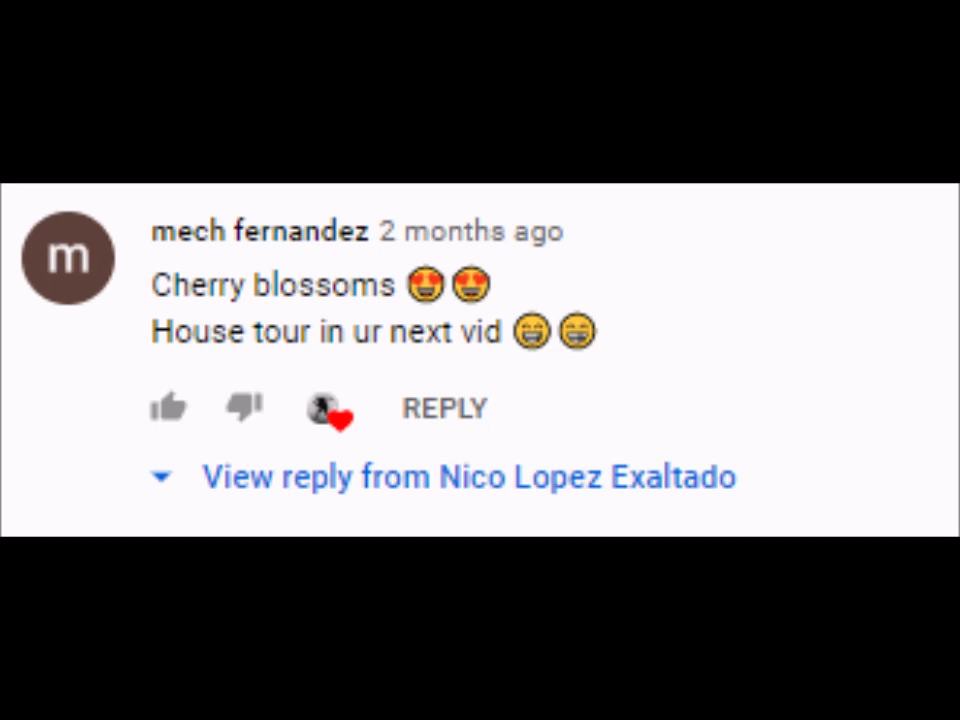 m
mech fernandez 2 months ago
Cherry blossoms 😍😍
House tour in ur next vid 😁😁
REPLY
View reply from Nico Lopez Exaltado